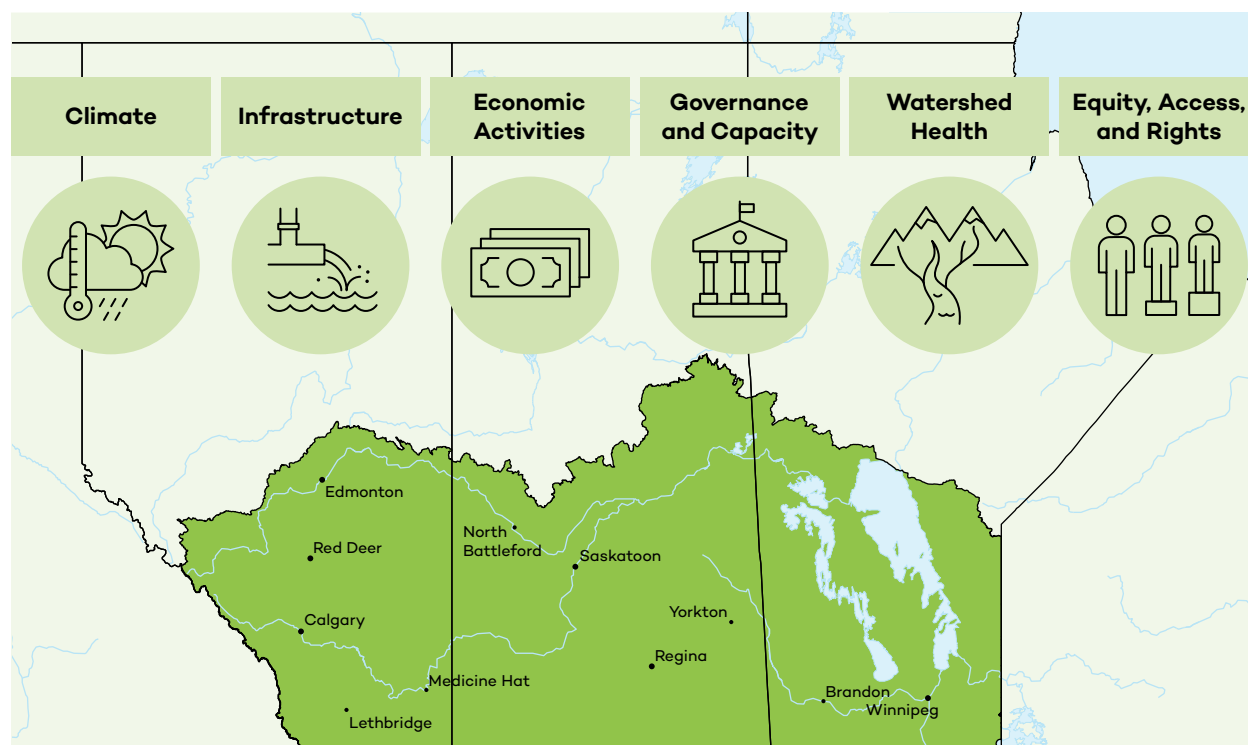 Climate
Infrastructure
Economic
Activities
Governance
and Capacity
Watershed
Health
Equity, Access,
and Rights
Edmonton
North
Battleford
Red Deer
Saskatoon
Calgary
Yorkton
Regina
Medicine Hat
Brandon
Winnipeg
Lethbridge